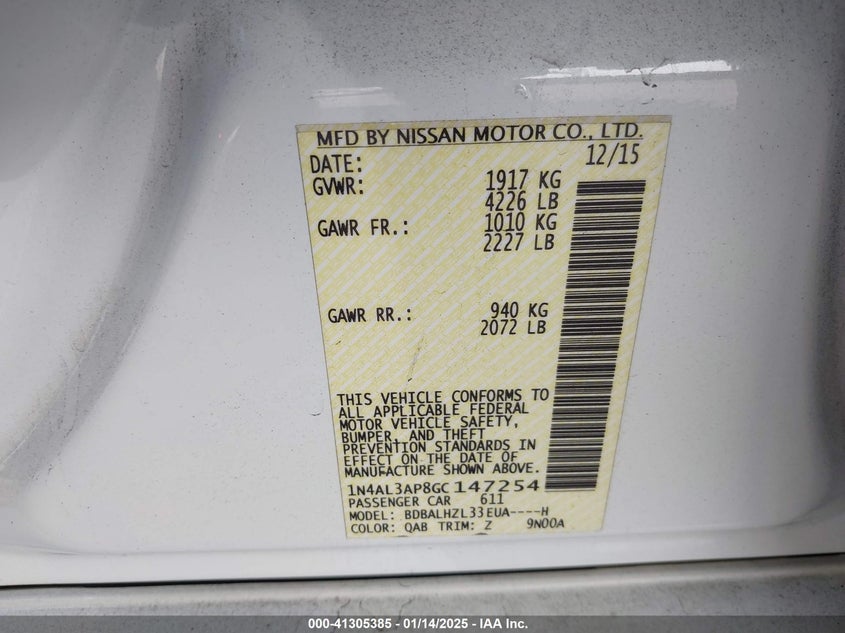 MFD BY NISSAN MOTOR CO., LTD.
DATE: 12/15
GVWR: 1917 KG
4226 LB
GAWR FR.: 1010 KG
2227 LB
GAWR RR.: 940 KG
2072 LB
THIS VEHICLE CONFORMS TO
ALL APPLICABLE FEDERAL
MOTOR VEHICLE SAFETY,
BUMPER, AND THEFT
PREVENTION STANDARDS IN
EFFECT ON THE DATE OF
MANUFACTURE SHOWN ABOVE.
1N4AL3AP8GC147254
PASSENGER CAR 611
MODEL: BDBALHZL33EUA----H
COLOR: QAB TRIM: Z 9N00A
000-41305385 - 01/14/2025 - IAA Inc.